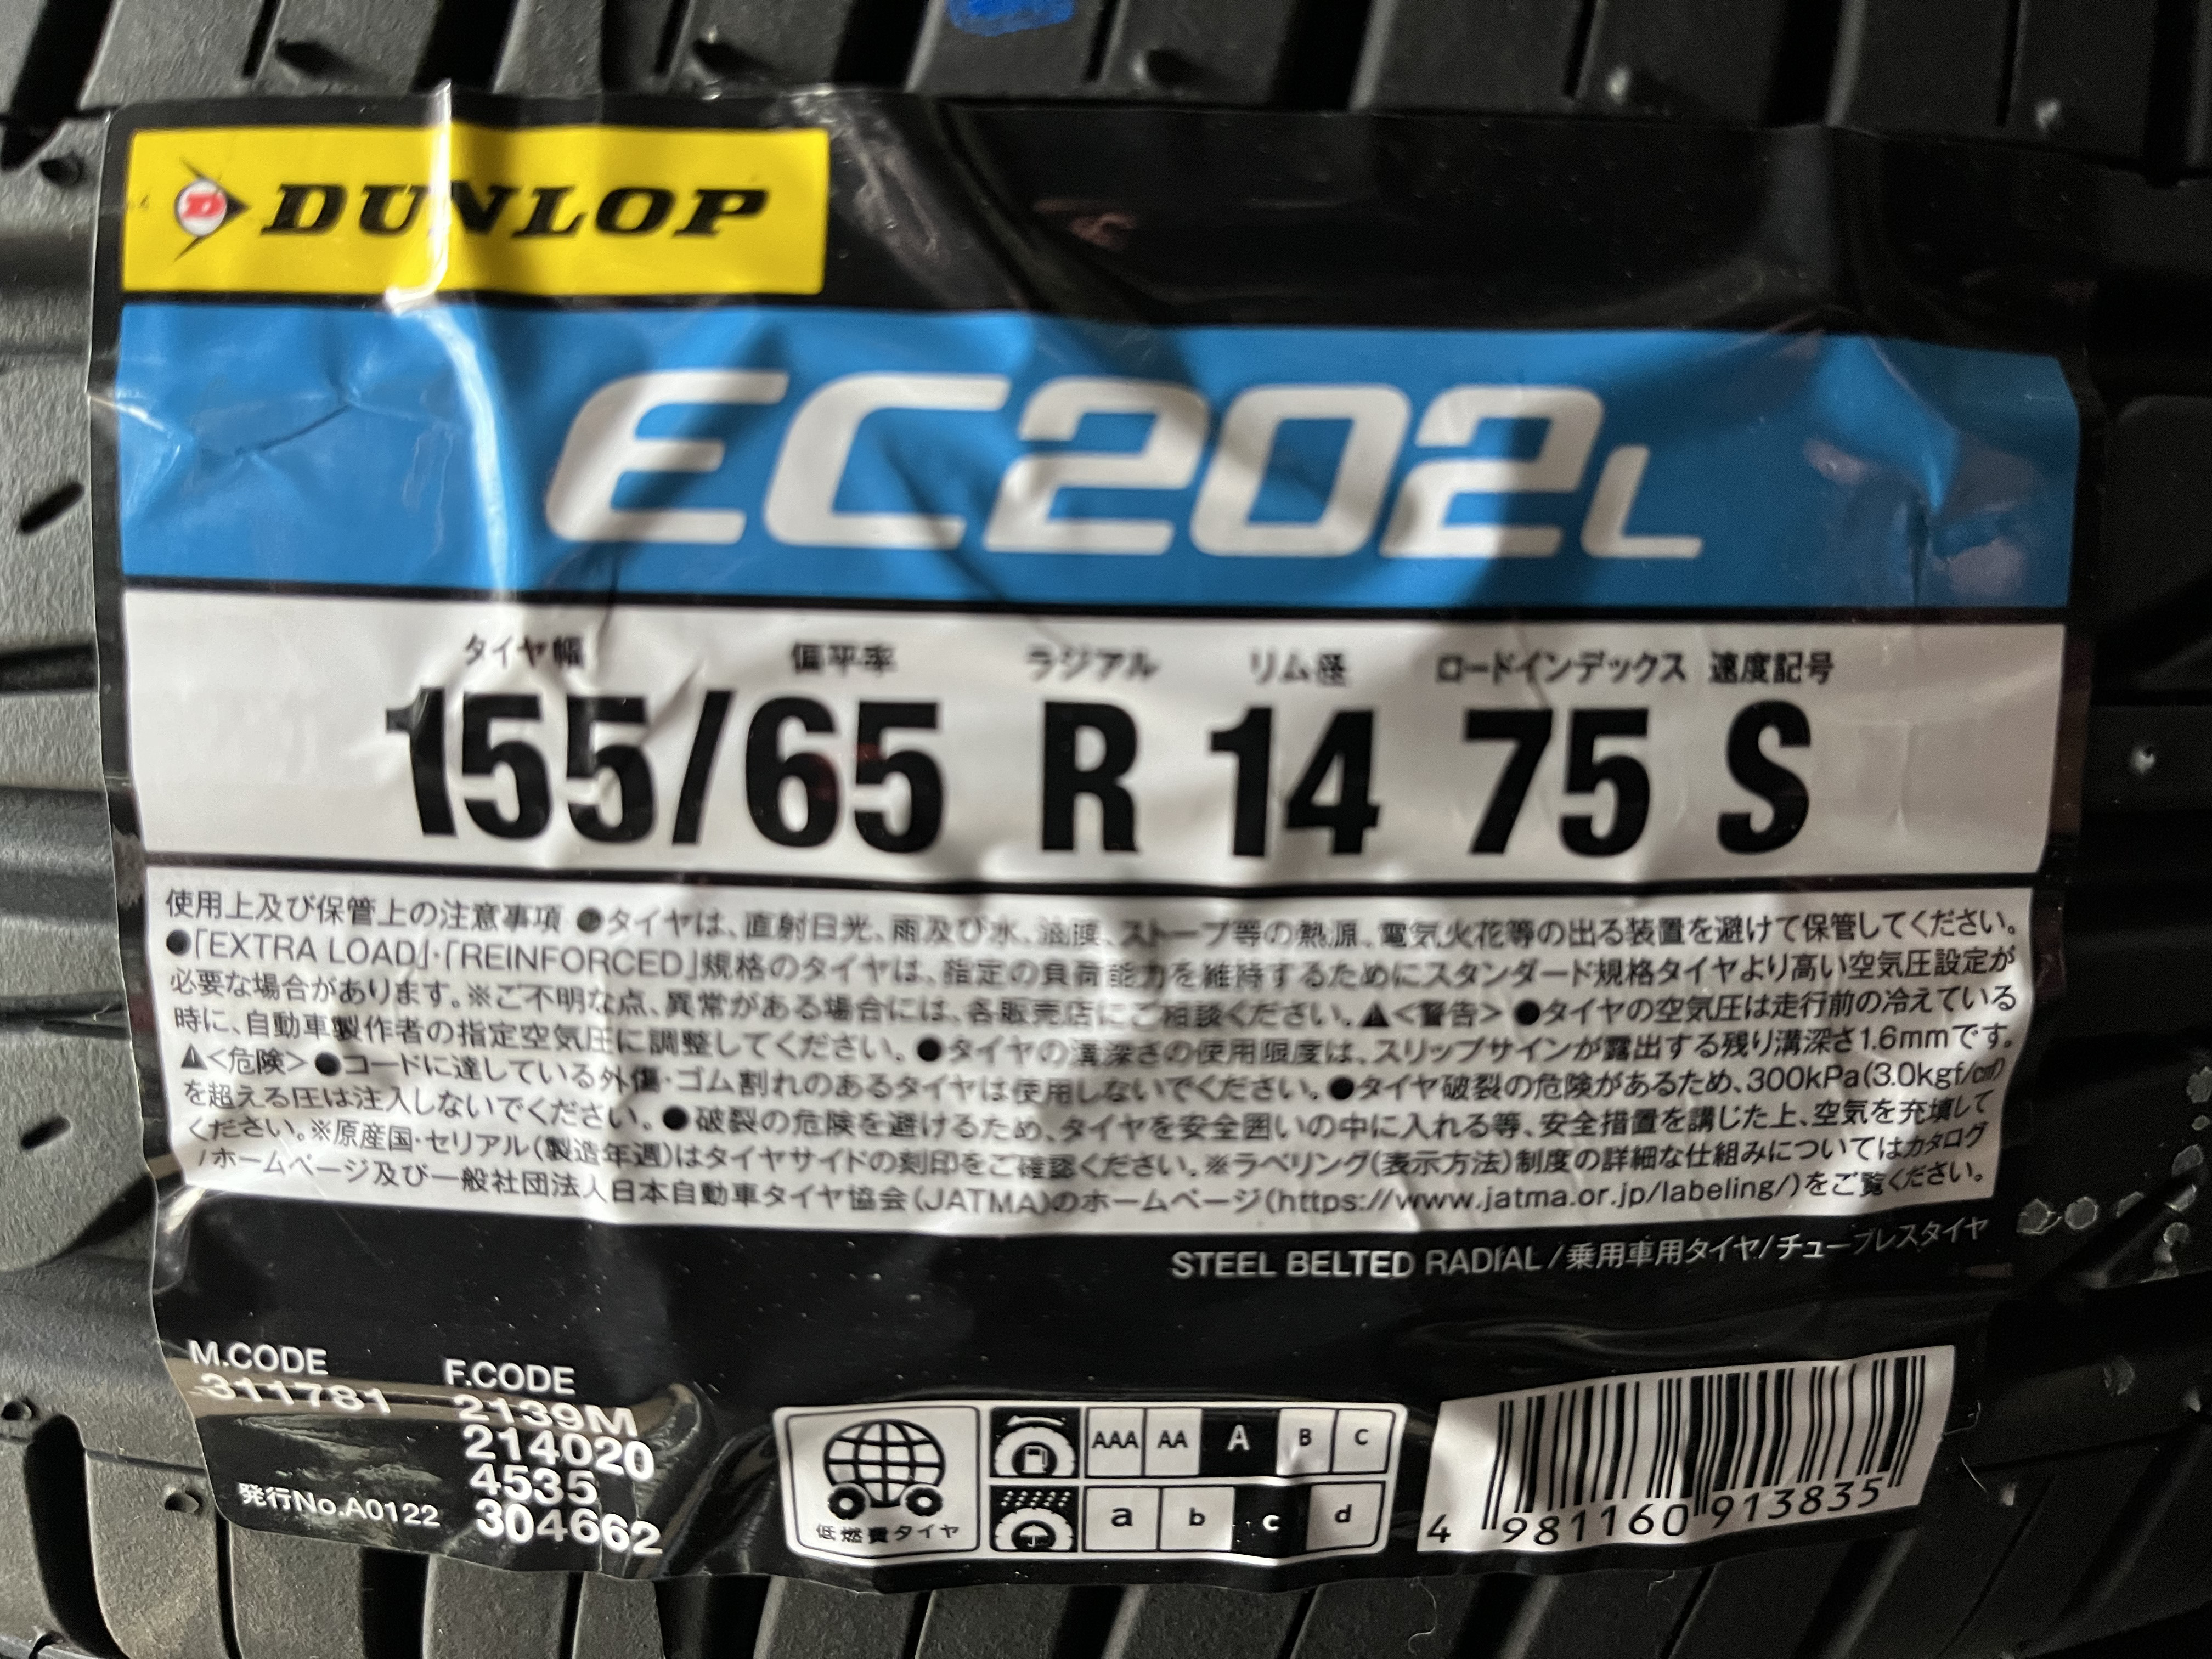 DUNLOP
EC202L
タイヤ幅 偏平率 ラジアル リム径 ロードインデックス 速度記号
155/65 R 14 75 S
使用上及び保管上の注意事項 ●タイヤは、直射日光、雨及び水、油類、ストーブ等の熱源、電気火花等の出る装置を避けて保管してください。
●「EXTRA LOAD」・「REINFORCED」規格のタイヤは、指定の負荷能力を維持するためにスタンダード規格タイヤより高い空気圧設定が
必要な場合があります。※ご不明な点、異常がある場合には、各販売店にご相談ください。⚠<警告> ●タイヤの空気圧は走行前の冷えている
時に、自動車製作者の指定空気圧に調整してください。●タイヤの溝深さの使用限度は、スリップサインが露出する残り溝深さ1.6mmです。
⚠<危険> ●コードに達している外傷・ゴム割れのあるタイヤは使用しないでください。●タイヤ破裂の危険があるため、300kPa(3.0kgf/c㎡)
を超える圧は注入しないでください。●破裂の危険を避けるため、タイヤを安全囲いの中に入れる等、安全措置を講じた上、空気を充填して
ください。※原産国・セリアル(製造年週)はタイヤサイドの刻印をご確認ください。※ラベリング(表示方法)制度の詳細な仕組みについてはカタログ
/ホームページ及び一般社団法人日本自動車タイヤ協会(JATMA)のホームページ(https://www.jatma.or.jp/labeling/)をご覧ください。
STEEL BELTED RADIAL/乗用車用タイヤ/チューブレスタイヤ
M.CODE F.CODE
311781 2139M
214020
4535
発行No.A0122 304662
低燃費タイヤ
AAA AA A B C
a b c d
4 981160 913835